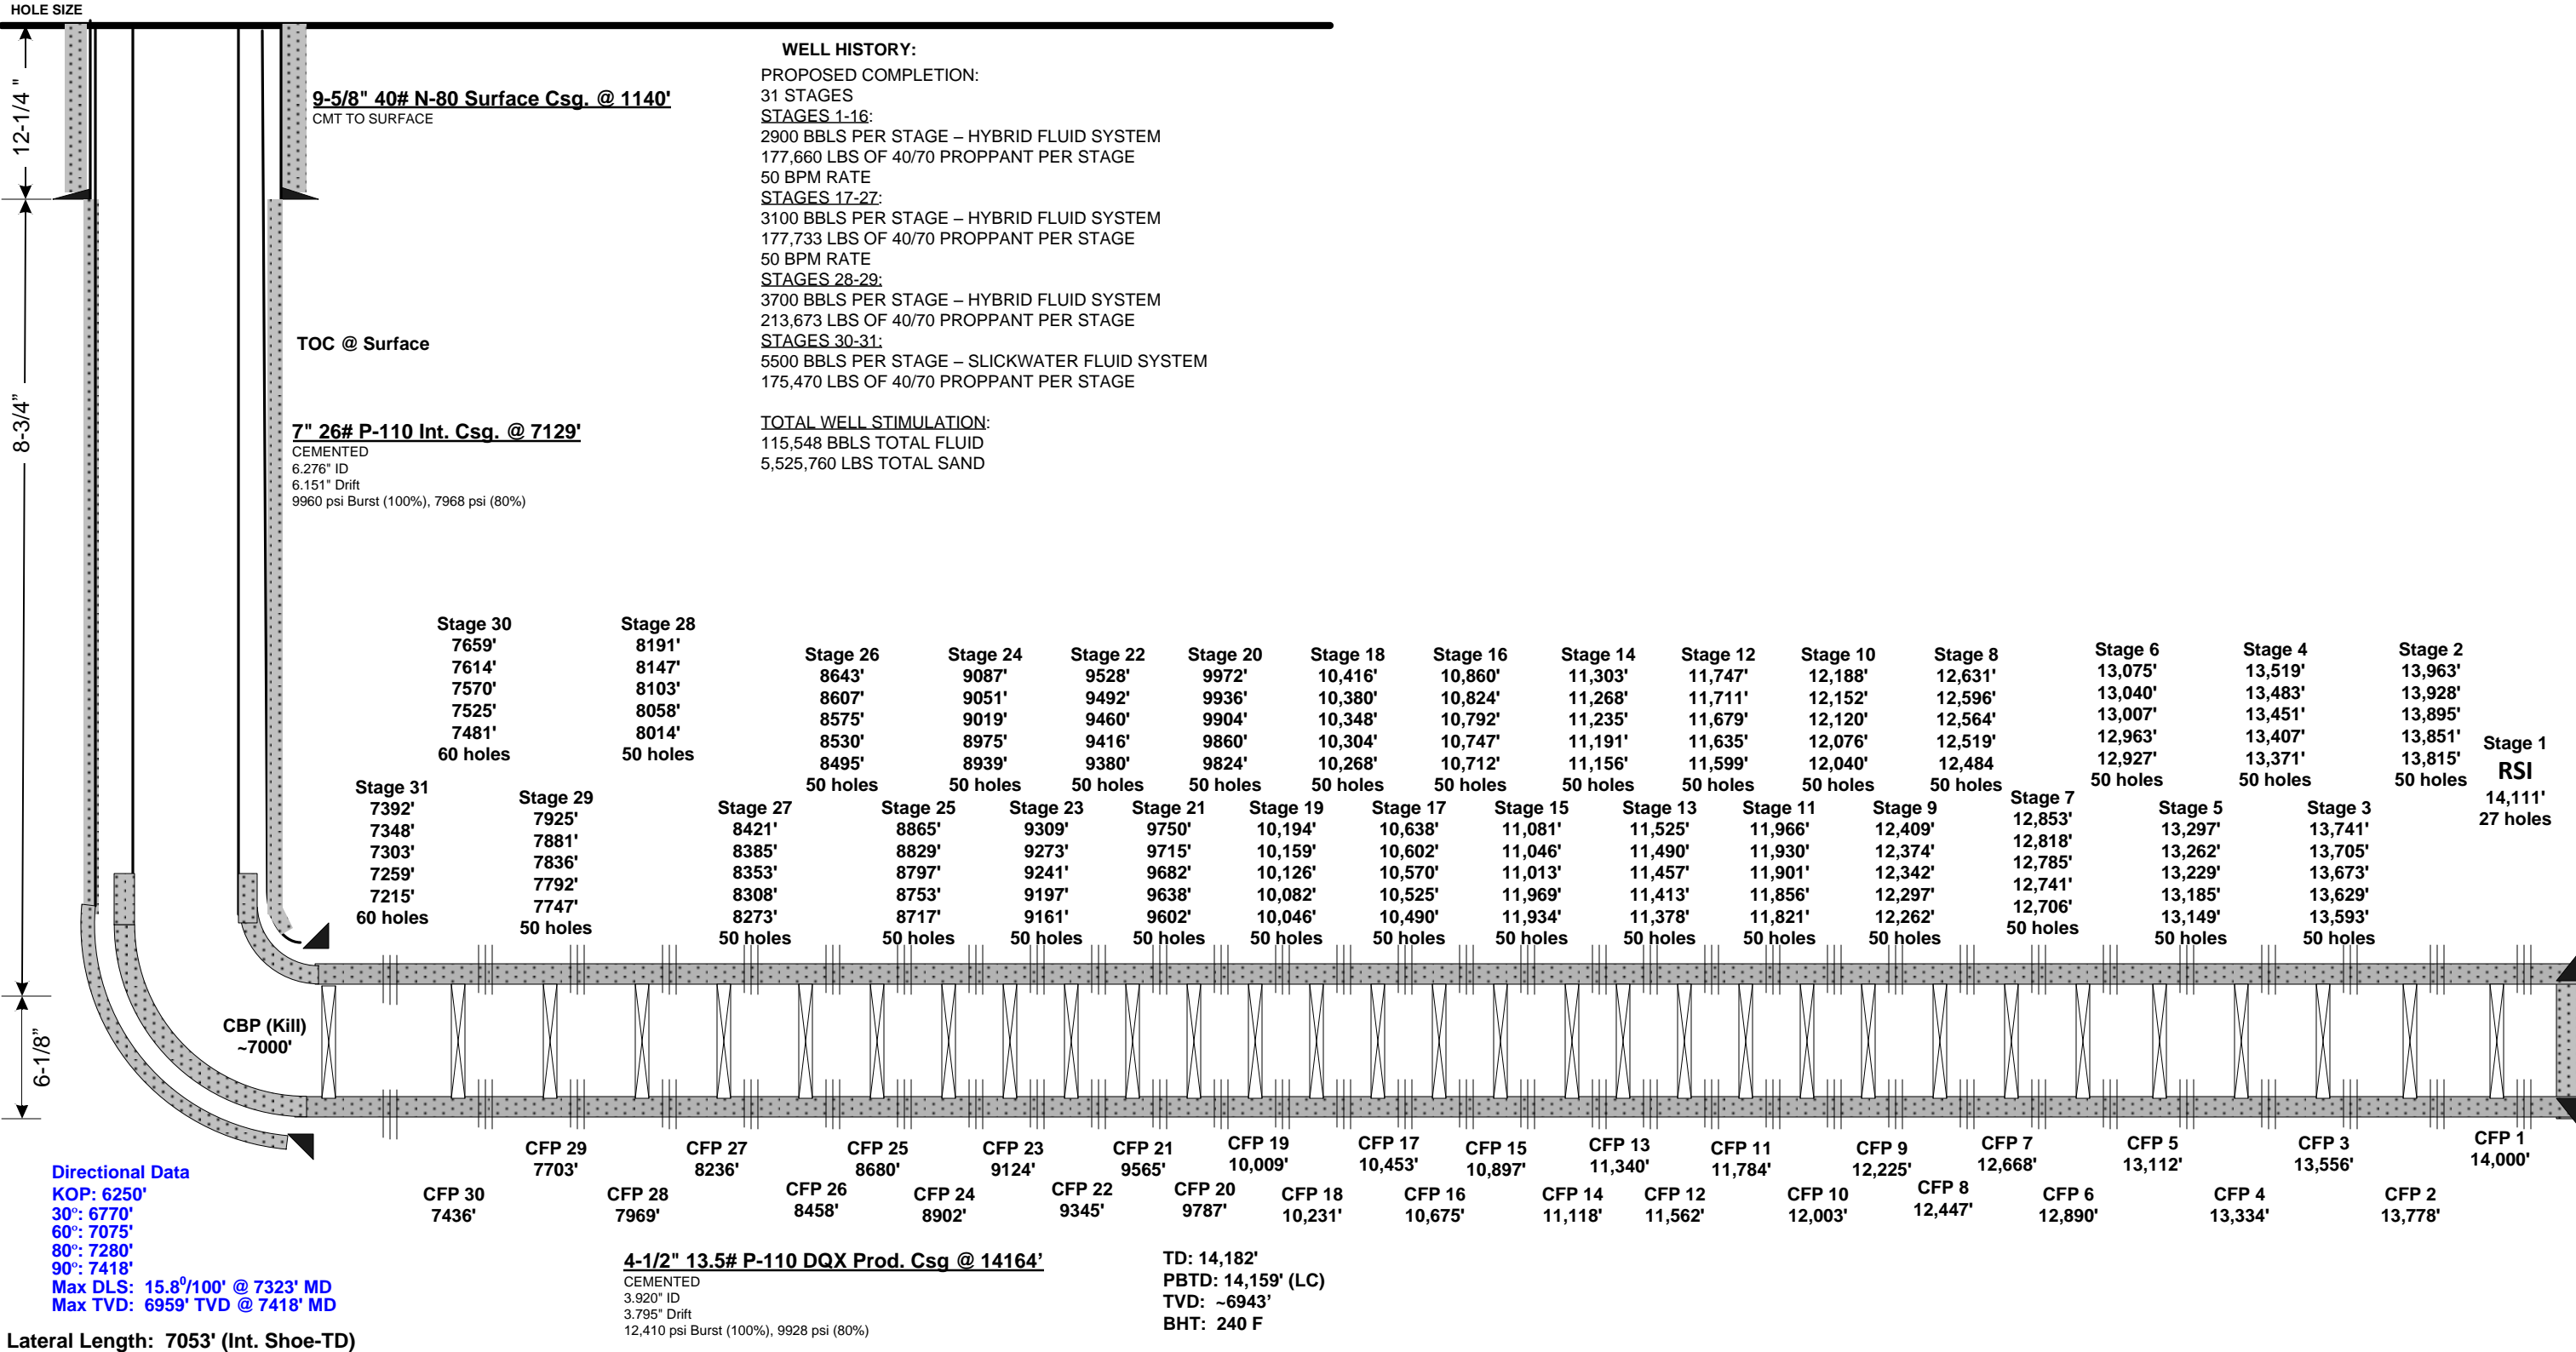 HOLE SIZE
12-1/4 "
8-3/4”
6-1/8”
9-5/8" 40# N-80 Surface Csg. @ 1140'
CMT TO SURFACE
TOC @ Surface
7" 26# P-110 Int. Csg. @ 7129'
CEMENTED
6.276" ID
6.151" Drift
9960 psi Burst (100%), 7968 psi (80%)
WELL HISTORY:
PROPOSED COMPLETION:
31 STAGES
STAGES 1-16:
2900 BBLS PER STAGE – HYBRID FLUID SYSTEM
177,660 LBS OF 40/70 PROPPANT PER STAGE
50 BPM RATE
STAGES 17-27:
3100 BBLS PER STAGE – HYBRID FLUID SYSTEM
177,733 LBS OF 40/70 PROPPANT PER STAGE
50 BPM RATE
STAGES 28-29:
3700 BBLS PER STAGE – HYBRID FLUID SYSTEM
213,673 LBS OF 40/70 PROPPANT PER STAGE
STAGES 30-31:
5500 BBLS PER STAGE – SLICKWATER FLUID SYSTEM
175,470 LBS OF 40/70 PROPPANT PER STAGE
TOTAL WELL STIMULATION:
115,548 BBLS TOTAL FLUID
5,525,760 LBS TOTAL SAND
Stage 30
7659'
7614'
7570'
7525'
7481'
60 holes
Stage 28
8191'
8147'
8103'
8058'
8014'
50 holes
Stage 26
8643'
8607'
8575'
8530'
8495'
50 holes
Stage 24
9087'
9051'
9019'
8975'
8939'
50 holes
Stage 22
9528'
9492'
9460'
9416'
9380'
50 holes
Stage 20
9972'
9936'
9904'
9860'
9824'
50 holes
Stage 18
10,416'
10,380'
10,348'
10,304'
10,268'
50 holes
Stage 16
10,860'
10,824'
10,792'
10,747'
10,712'
50 holes
Stage 14
11,303'
11,268'
11,235'
11,191'
11,156'
50 holes
Stage 12
11,747'
11,711'
11,679'
11,635'
11,599'
50 holes
Stage 10
12,188'
12,152'
12,120'
12,076'
12,040'
50 holes
Stage 8
12,631'
12,596'
12,564'
12,519'
12,484
50 holes
Stage 6
13,075'
13,040'
13,007'
12,963'
12,927'
50 holes
Stage 4
13,519'
13,483'
13,451'
13,407'
13,371'
50 holes
Stage 2
13,963'
13,928'
13,895'
13,851'
13,815'
50 holes
Stage 1
RSI
14,111'
27 holes
Stage 31
7392'
7348'
7303'
7259'
7215'
60 holes
Stage 29
7925'
7881'
7836'
7792'
7747'
50 holes
Stage 27
8421'
8385'
8353'
8308'
8273'
50 holes
Stage 25
8865'
8829'
8797'
8753'
8717'
50 holes
Stage 23
9309'
9273'
9241'
9197'
9161'
50 holes
Stage 21
9750'
9715'
9682'
9638'
9602'
50 holes
Stage 19
10,194'
10,159'
10,126'
10,082'
10,046'
50 holes
Stage 17
10,638'
10,602'
10,570'
10,525'
10,490'
50 holes
Stage 15
11,081'
11,046'
11,013'
11,969'
11,934'
50 holes
Stage 13
11,525'
11,490'
11,457'
11,413'
11,378'
50 holes
Stage 11
11,966'
11,930'
11,901'
11,856'
11,821'
50 holes
Stage 9
12,409'
12,374'
12,342'
12,297'
12,262'
50 holes
Stage 7
12,853'
12,818'
12,785'
12,741'
12,706'
50 holes
Stage 5
13,297'
13,262'
13,229'
13,185'
13,149'
50 holes
Stage 3
13,741'
13,705'
13,673'
13,629'
13,593'
50 holes
CBP (Kill)
~7000'
CFP 30
7436'
CFP 29
7703'
CFP 28
7969'
CFP 27
8236'
CFP 26
8458'
CFP 25
8680'
CFP 24
8902'
CFP 23
9124'
CFP 22
9345'
CFP 21
9565'
CFP 20
9787'
CFP 19
10,009'
CFP 18
10,231'
CFP 17
10,453'
CFP 16
10,675'
CFP 15
10,897'
CFP 14
11,118'
CFP 13
11,340'
CFP 12
11,562'
CFP 11
11,784'
CFP 10
12,003'
CFP 9
12,225'
CFP 8
12,447'
CFP 7
12,668'
CFP 6
12,890'
CFP 5
13,112'
CFP 4
13,334'
CFP 3
13,556'
CFP 2
13,778'
CFP 1
14,000'
Directional Data
KOP: 6250'
30°: 6770'
60°: 7075'
80°: 7280'
90°: 7418'
Max DLS: 15.8⁰/100' @ 7323' MD
Max TVD: 6959' TVD @ 7418' MD
Lateral Length: 7053' (Int. Shoe-TD)
4-1/2" 13.5# P-110 DQX Prod. Csg @ 14164’
CEMENTED
3.920" ID
3.795" Drift
12,410 psi Burst (100%), 9928 psi (80%)
TD: 14,182'
PBTD: 14,159' (LC)
TVD: ~6943’
BHT: 240 F